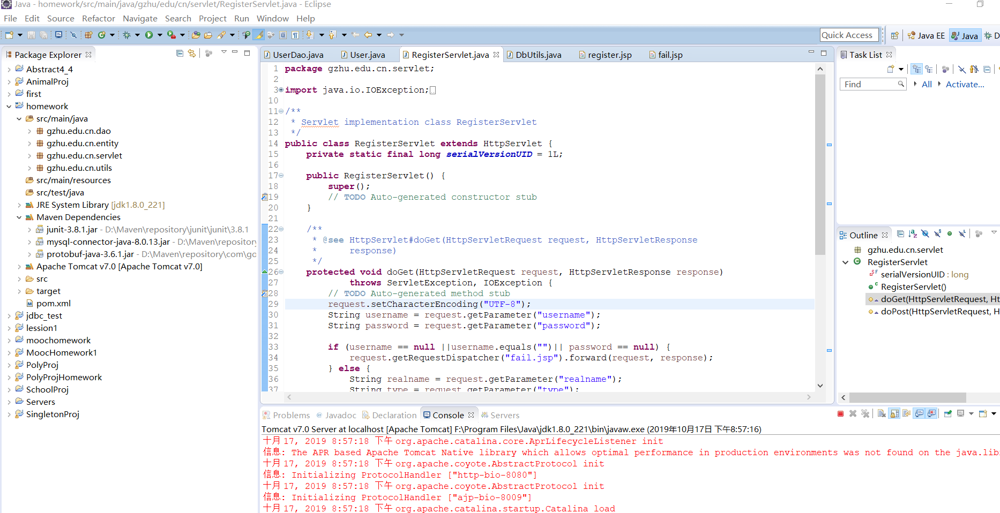 Java - homework/src/main/java/gzhu/edu/cn/servlet/RegisterServlet.java - Eclipse
File Edit Source Refactor Navigate Search Project Run Window Help
Quick Access Java EE Java D
Package Explorer
Abstract4_4
AnimalProj
first
homework
src/main/java
gzhu.edu.cn.dao
gzhu.edu.cn.entity
gzhu.edu.cn.servlet
gzhu.edu.cn.utils
src/main/resources
src/test/java
JRE System Library [jdk1.8.0_221]
Maven Dependencies
junit-3.8.1.jar - D:\Maven\repository\junit\junit\3.8.1
mysql-connector-java-8.0.13.jar - D:\Maven\repos
protobuf-java-3.6.1.jar - D:\Maven\repository\com\go
Apache Tomcat v7.0 [Apache Tomcat v7.0]
src
target
pom.xml
jdbc_test
lession1
moochomework
MoocHomework1
PolyProj
PolyProjHomework
SchoolProj
Servers
SingletonProj
UserDao.java User.java RegisterServlet.java DbUtils.java register.jsp fail.jsp
1 package gzhu.edu.cn.servlet;
2
3 import java.io.IOException;
10
11 /**
12 * Servlet implementation class RegisterServlet
13 */
14 public class RegisterServlet extends HttpServlet {
15 private static final long serialVersionUID = 1L;
16
17 public RegisterServlet() {
18 super();
19 // TODO Auto-generated constructor stub
20 }
21
22 /**
23 * @see HttpServlet#doGet(HttpServletRequest request, HttpServletResponse
24 * response)
25 */
26 protected void doGet(HttpServletRequest request, HttpServletResponse response)
27 throws ServletException, IOException {
28 // TODO Auto-generated method stub
29 request.setCharacterEncoding("UTF-8");
30 String username = request.getParameter("username");
31 String password = request.getParameter("password");
32
33 if (username == null ||username.equals("")|| password == null) {
34 request.getRequestDispatcher("fail.jsp").forward(request, response);
35 } else {
36 String realname = request.getParameter("realname");
37 String type = request.getParameter("type");
Task List
Find All Activate...
Outline
gzhu.edu.cn.servlet
RegisterServlet
serialVersionUID : long
RegisterServlet()
doGet(HttpServletRequest, Ht
doPost(HttpServletRequest, H
Problems Javadoc Declaration Console Servers
Tomcat v7.0 Server at localhost [Apache Tomcat] F:\Program Files\Java\jdk1.8.0_221\bin\javaw.exe (2019年10月17日 下午8:57:16)
十月 17, 2019 8:57:18 下午 org.apache.catalina.core.AprLifecycleListener init
信息: The APR based Apache Tomcat Native library which allows optimal performance in production environments was not found on the java.lib
十月 17, 2019 8:57:18 下午 org.apache.coyote.AbstractProtocol init
信息: Initializing ProtocolHandler ["http-bio-8080"]
十月 17, 2019 8:57:18 下午 org.apache.coyote.AbstractProtocol init
信息: Initializing ProtocolHandler ["ajp-bio-8009"]
十月 17, 2019 8:57:18 下午 org.apache.catalina.startup.Catalina load